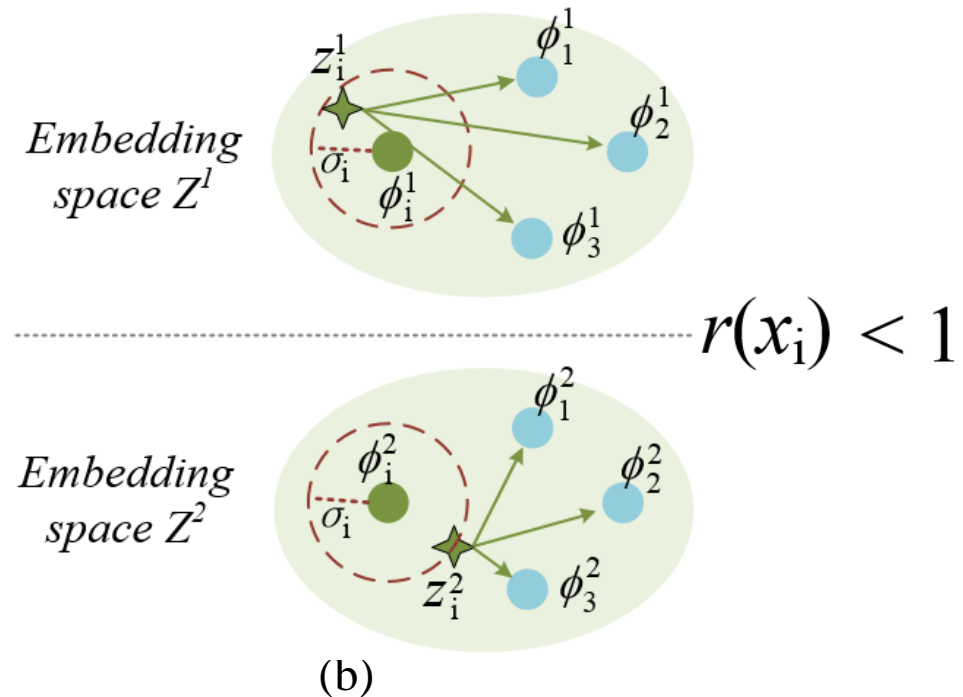 z_i^1
ϕ_1^1
ϕ_2^1
Embedding
space Z^1
σ_i
ϕ_i^1
ϕ_3^1
r(x_i) < 1
ϕ_1^2
Embedding
space Z^2
ϕ_i^2
ϕ_2^2
σ_i
z_i^2
ϕ_3^2
(b)